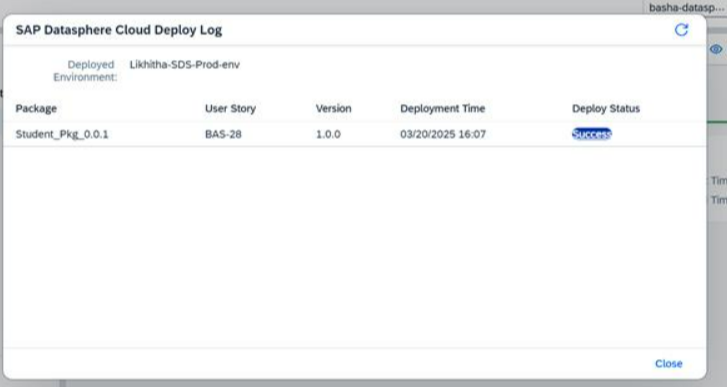 basha-datasp...
SAP Datasphere Cloud Deploy Log
Deployed Environment: Likhitha-SDS-Prod-env
Package User Story Version Deployment Time Deploy Status
Student_Pkg_0.0.1 BAS-28 1.0.0 03/20/2025 16:07 Success
Tim
Tim
Close